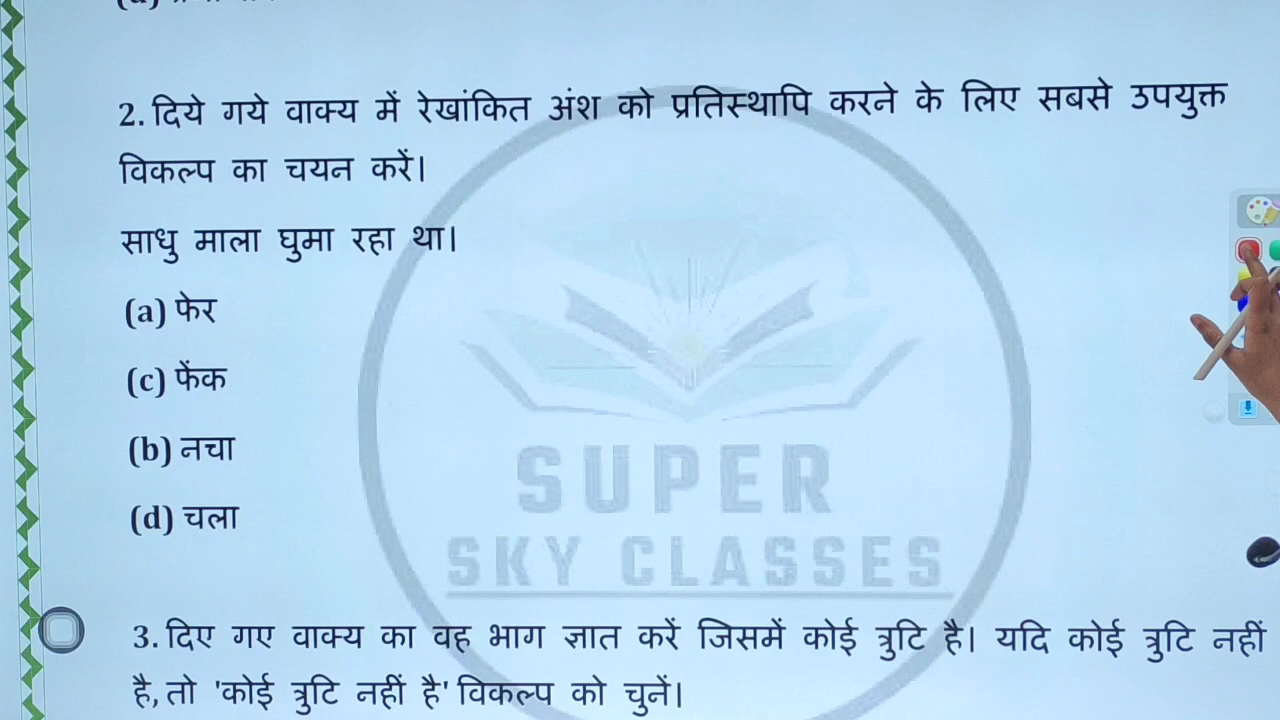 2. दिये गये वाक्य में रेखांकित अंश को प्रतिस्थापि करने के लिए सबसे उपयुक्त
विकल्प का चयन करें।
साधु माला घुमा रहा था।
(a) फेर
(c) फेंक
(b) नचा
(d) चला
SUPER
SKY CLASSES
3. दिए गए वाक्य का वह भाग ज्ञात करें जिसमें कोई त्रुटि है। यदि कोई त्रुटि नहीं
है, तो 'कोई त्रुटि नहीं है' विकल्प को चुनें।